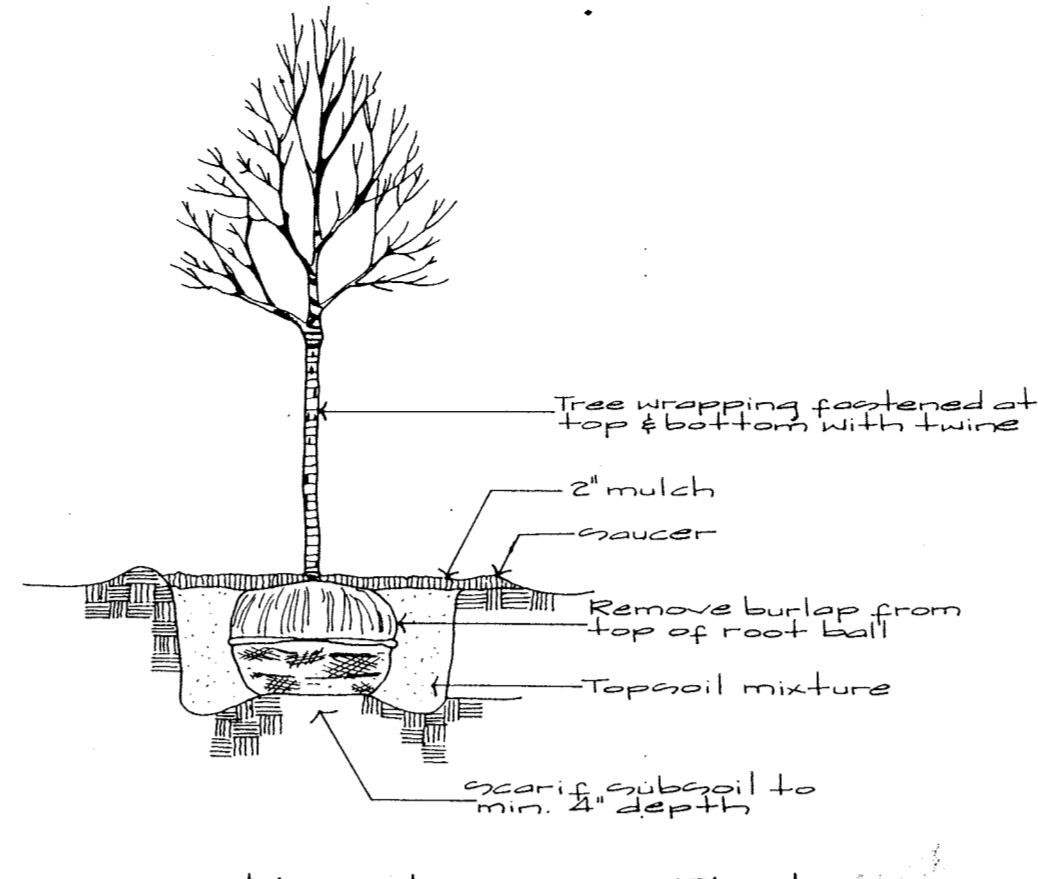 Tree wrapping fastened at
top & bottom with twine
2" mulch
saucer
Remove burlap from
top of root ball
Topsoil mixture
scarif subsoil to
min. 4" depth